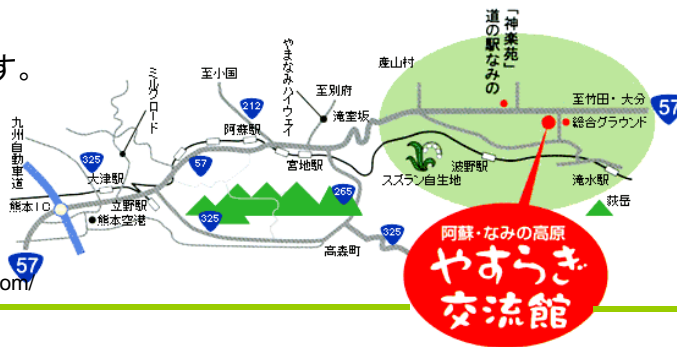 す。
「神楽苑」
道の駅なみの
産山村
至竹田・大分
57
総合グラウンド
やまなみハイウェイ
至別府
滝室坂
至小国
212
ミルクロード
阿蘇駅
宮地駅
九州自動車道
325
大津駅
57
立野駅
熊本IC
熊本空港
325
265
高森町
325
スズラン自生地
波野駅
滝水駅
荻岳
57
om/
阿蘇・なみの高原
やすらぎ
交流館